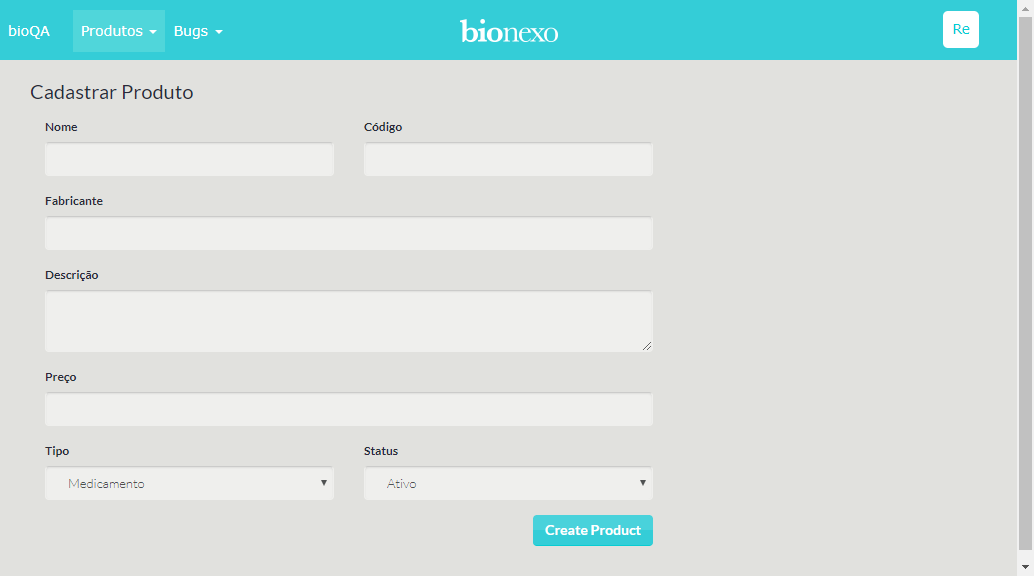 bioQA Produtos Bugs bionexo Re
Cadastrar Produto
Nome Código
Fabricante
Descrição
Preço
Tipo Status
Medicamento Ativo
Create Product